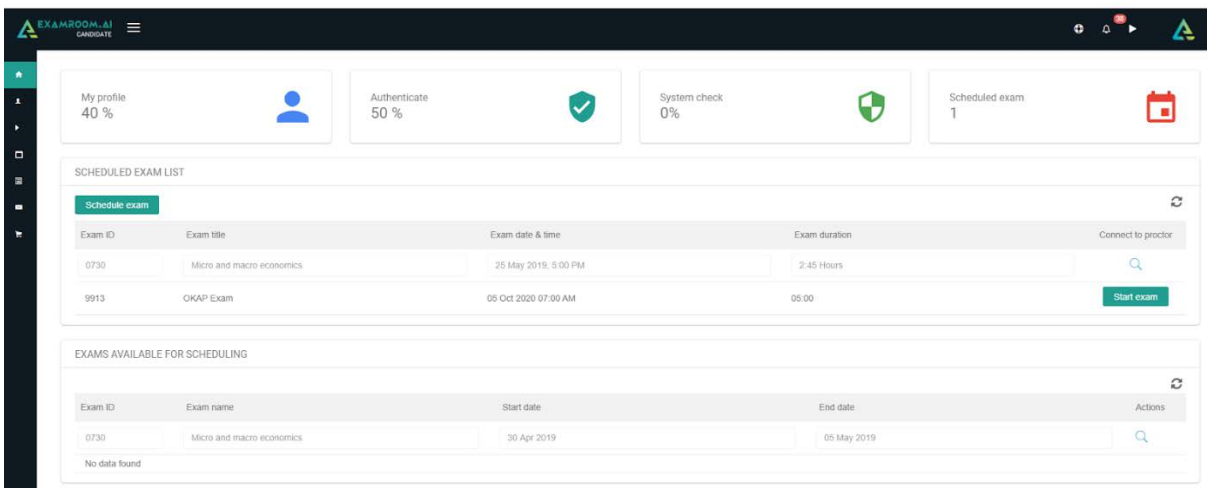 EXAMROOM.AI
CANDIDATE
30
My profile
40 %
Authenticate
50 %
System check
0%
Scheduled exam
1
SCHEDULED EXAM LIST
Schedule exam
Exam ID Exam title Exam date & time Exam duration Connect to proctor
0730 Micro and macro economics 25 May 2019, 5:00 PM 2:45 Hours
9913 OKAP Exam 05 Oct 2020 07:00 AM 05:00 Start exam
EXAMS AVAILABLE FOR SCHEDULING
Exam ID Exam name Start date End date Actions
0730 Micro and macro economics 30 Apr 2019 05 May 2019
No data found